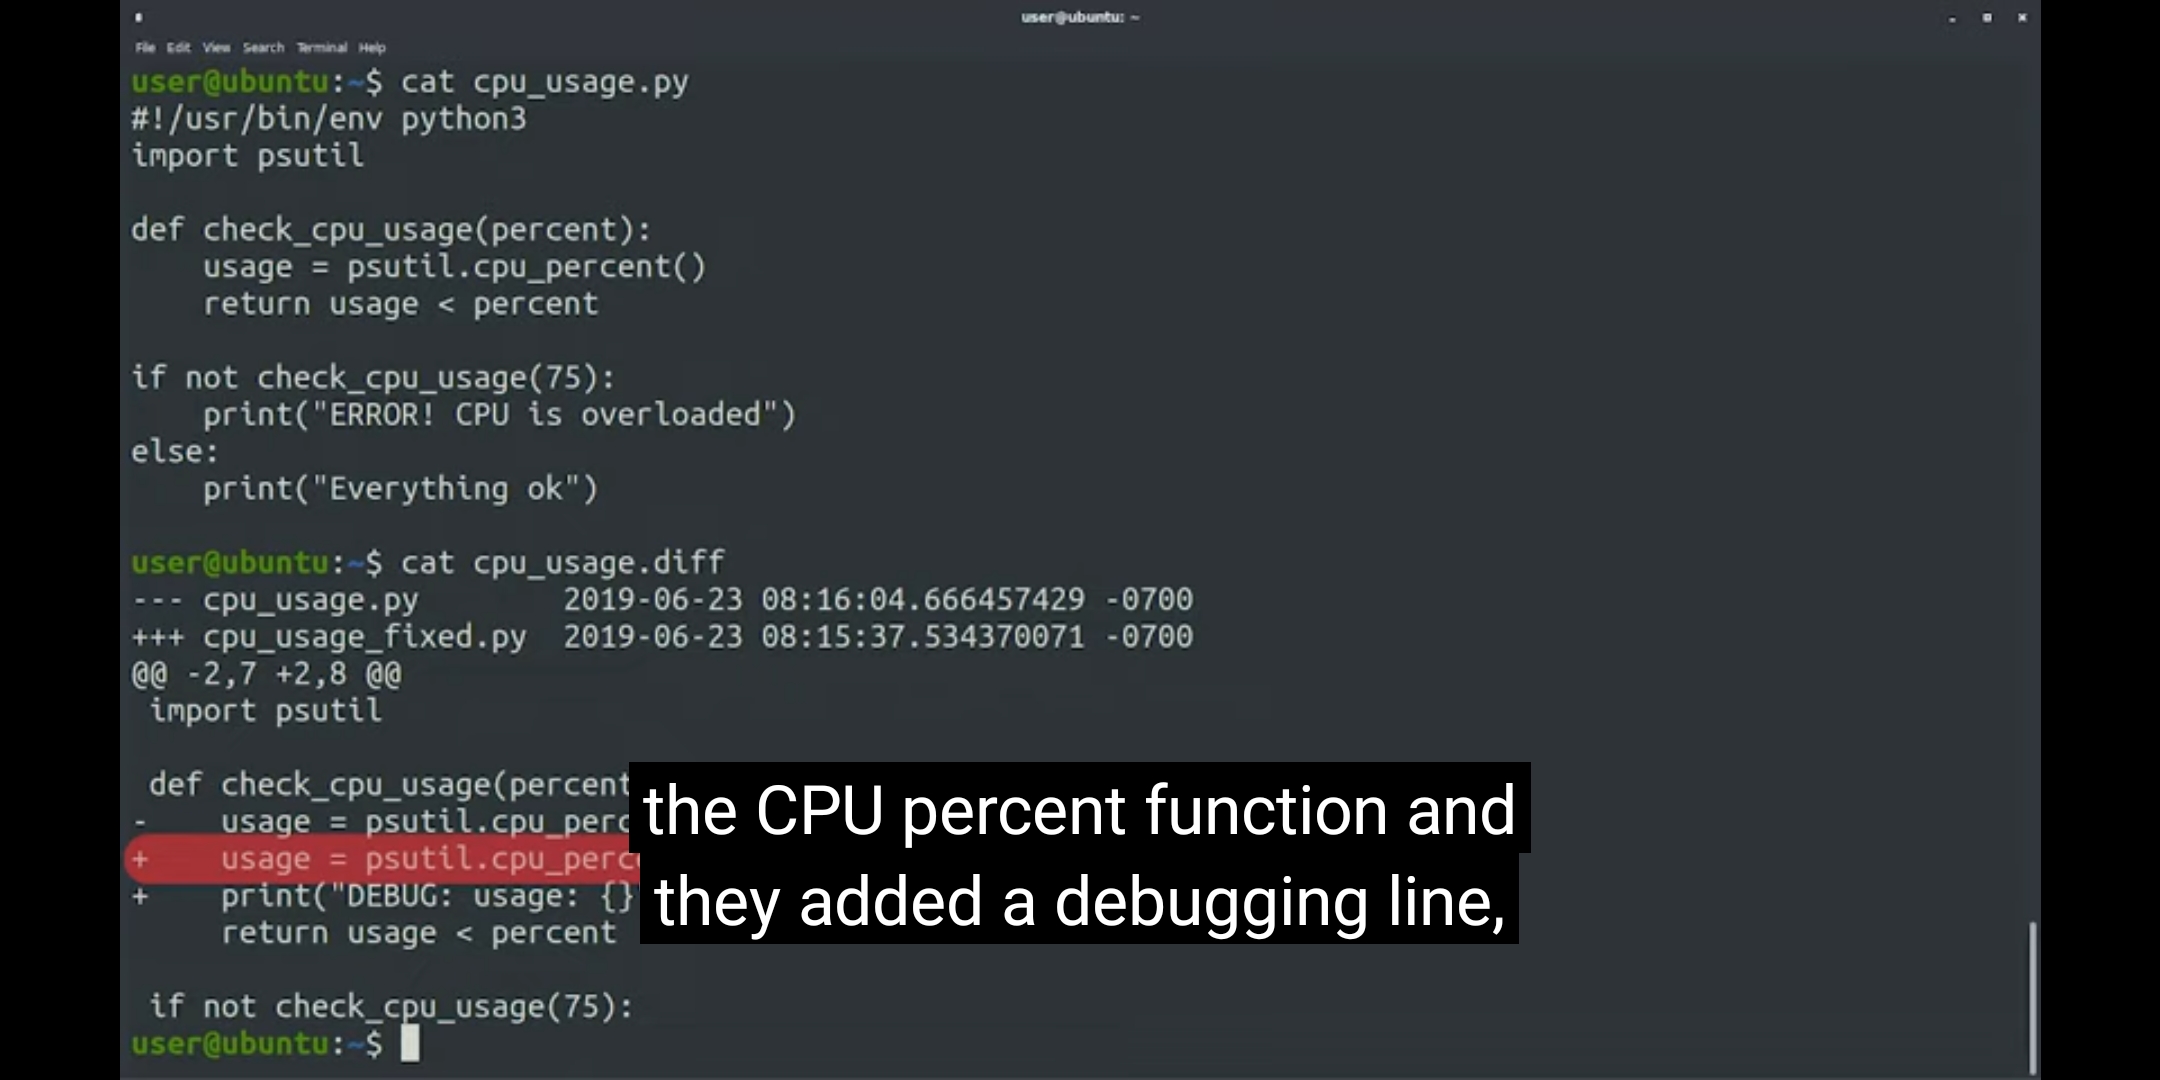 user@ubuntu: ~
File Edit View Search Terminal Help
user@ubuntu:~$ cat cpu_usage.py
#!/usr/bin/env python3
import psutil

def check_cpu_usage(percent):
    usage = psutil.cpu_percent()
    return usage < percent

if not check_cpu_usage(75):
    print("ERROR! CPU is overloaded")
else:
    print("Everything ok")

user@ubuntu:~$ cat cpu_usage.diff
--- cpu_usage.py        2019-06-23 08:16:04.666457429 -0700
+++ cpu_usage_fixed.py  2019-06-23 08:15:37.534370071 -0700
@@ -2,7 +2,8 @@
 import psutil

 def check_cpu_usage(percent
-    usage = psutil.cpu_perc
+    usage = psutil.cpu_perc
+    print("DEBUG: usage: {}
     return usage < percent

 if not check_cpu_usage(75):
user@ubuntu:~$
the CPU percent function and
they added a debugging line,